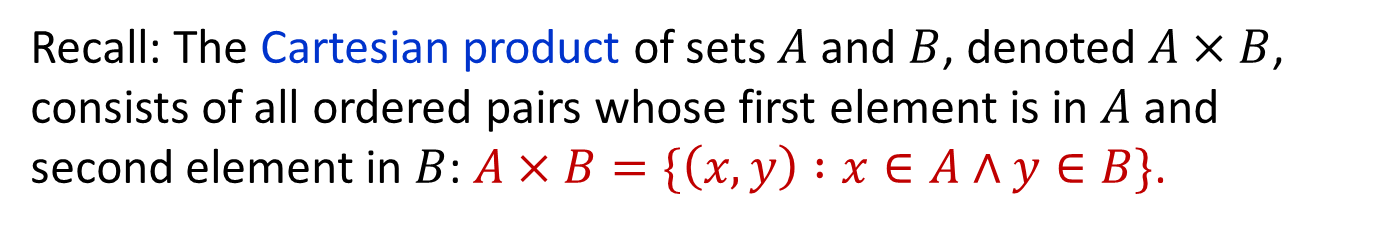 Recall: The Cartesian product of sets A and B, denoted A × B,
consists of all ordered pairs whose first element is in A and
second element in B: A × B = {(x, y) : x ∈ A ∧ y ∈ B}.